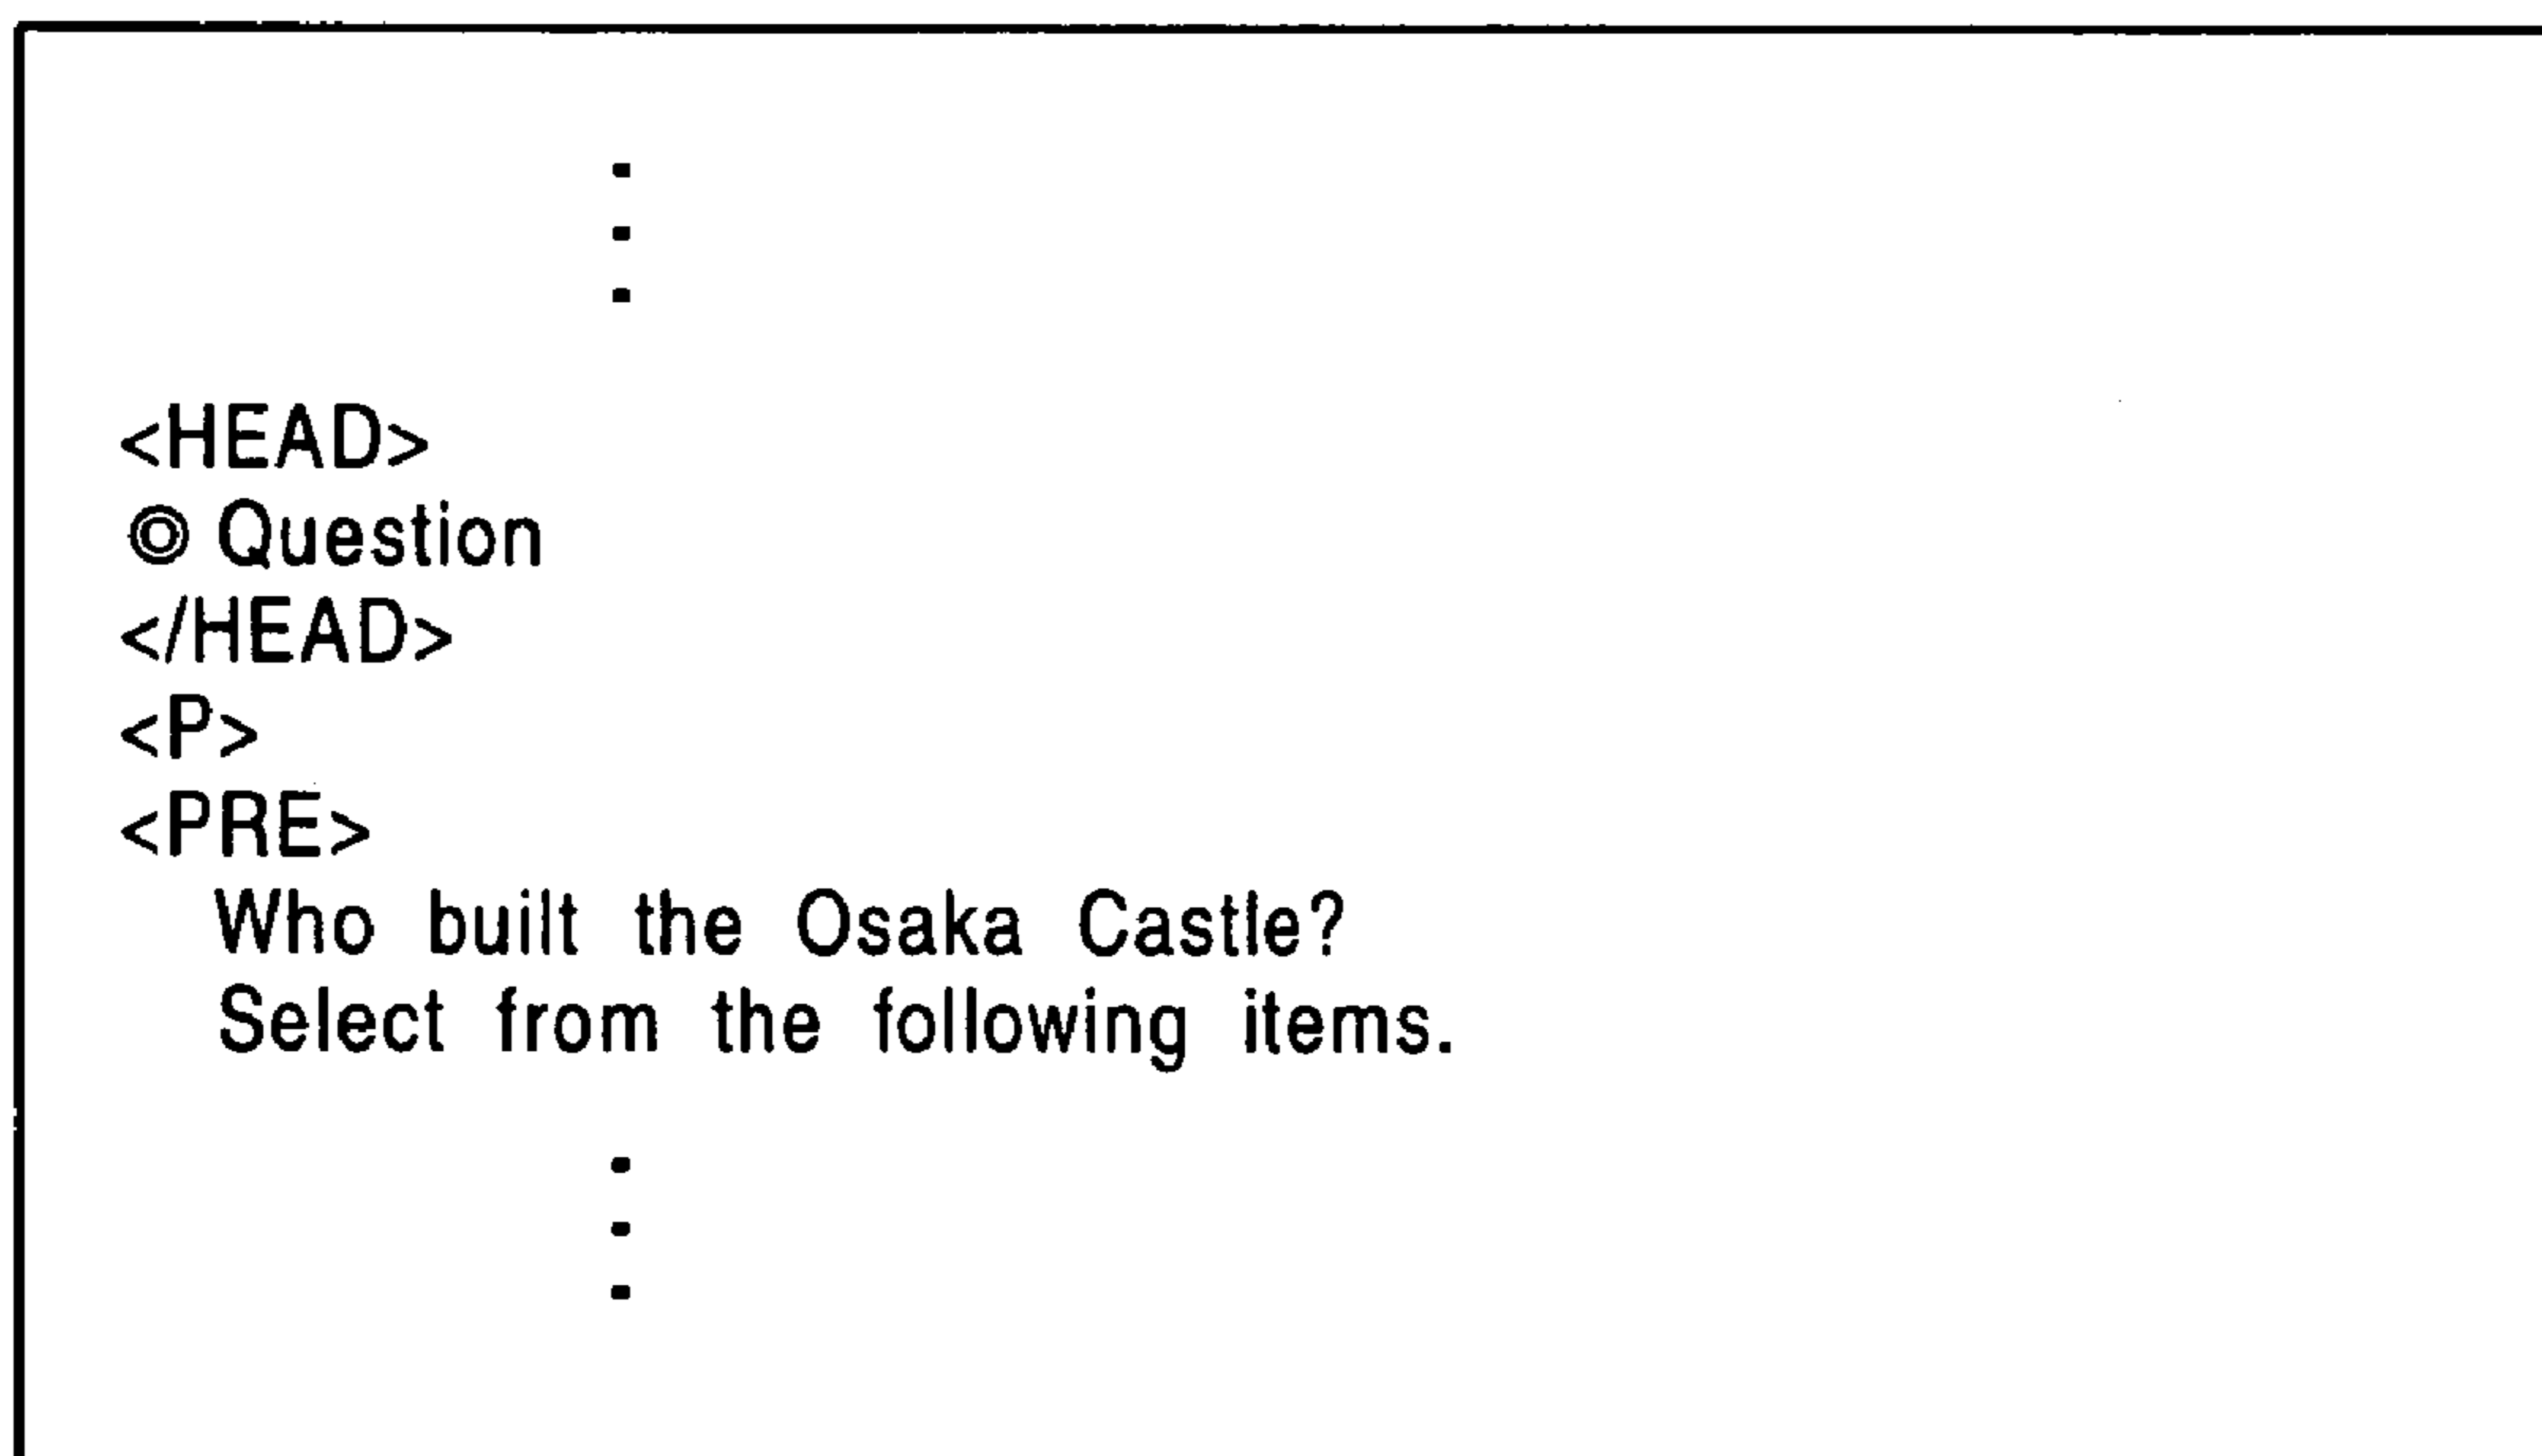 <HEAD>
◎ Question
</HEAD>
<P>
<PRE>
Who built the Osaka Castle?
Select from the following items.